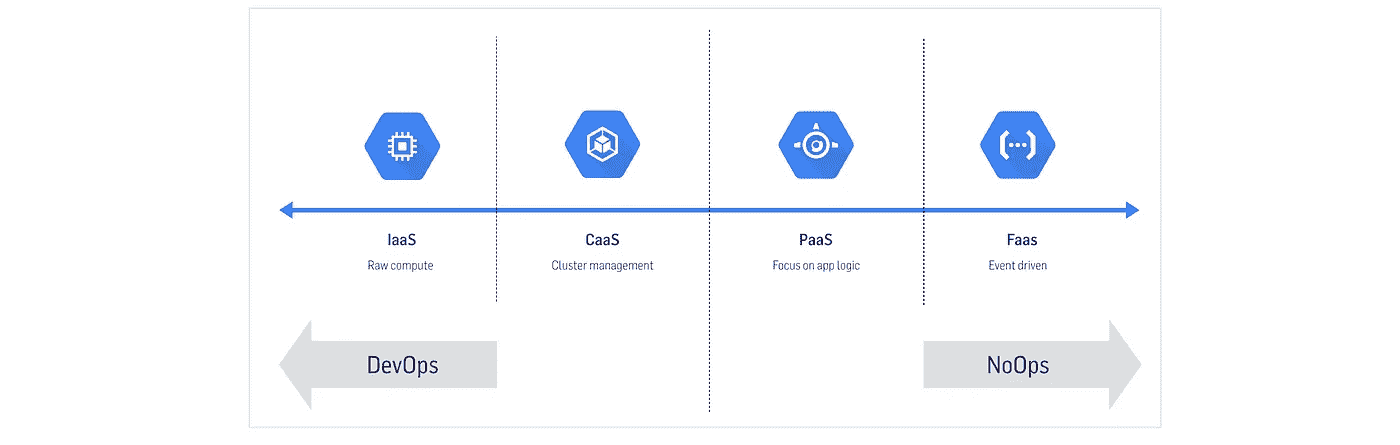 IaaS
CaaS
PaaS
Faas
Raw compute
Cluster management
Focus on app logic
Event driven
DevOps
NoOps